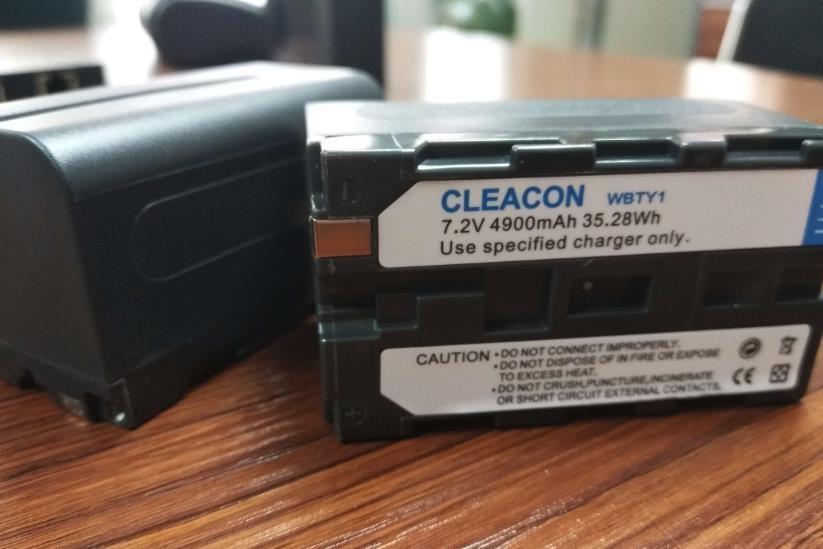 CLEACON WBTY1
7.2V 4900mAh 35.28Wh
Use specified charger only.
CAUTION •DO NOT CONNECT IMPROPERLY.
•DO NOT DISPOSE OF IN FIRE OR EXPOSE
TO EXCESS HEAT.
•DO NOT CRUSH,PUNCTURE,INCINERATE
OR SHORT CIRCUIT EXTERNAL CONTACTS.
CE